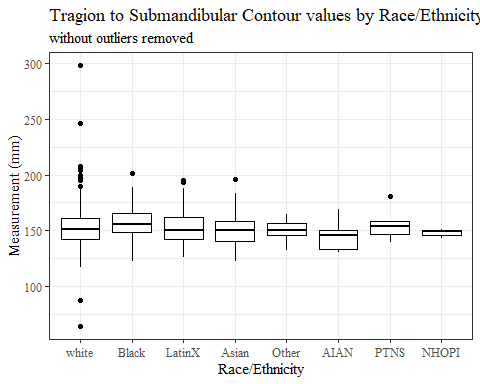 Tragion to Submandibular Contour values by Race/Ethnicity
without outliers removed
Measurement (mm)
300
250
200
150
100
white Black LatinX Asian Other AIAN PTNS NHOPI
Race/Ethnicity